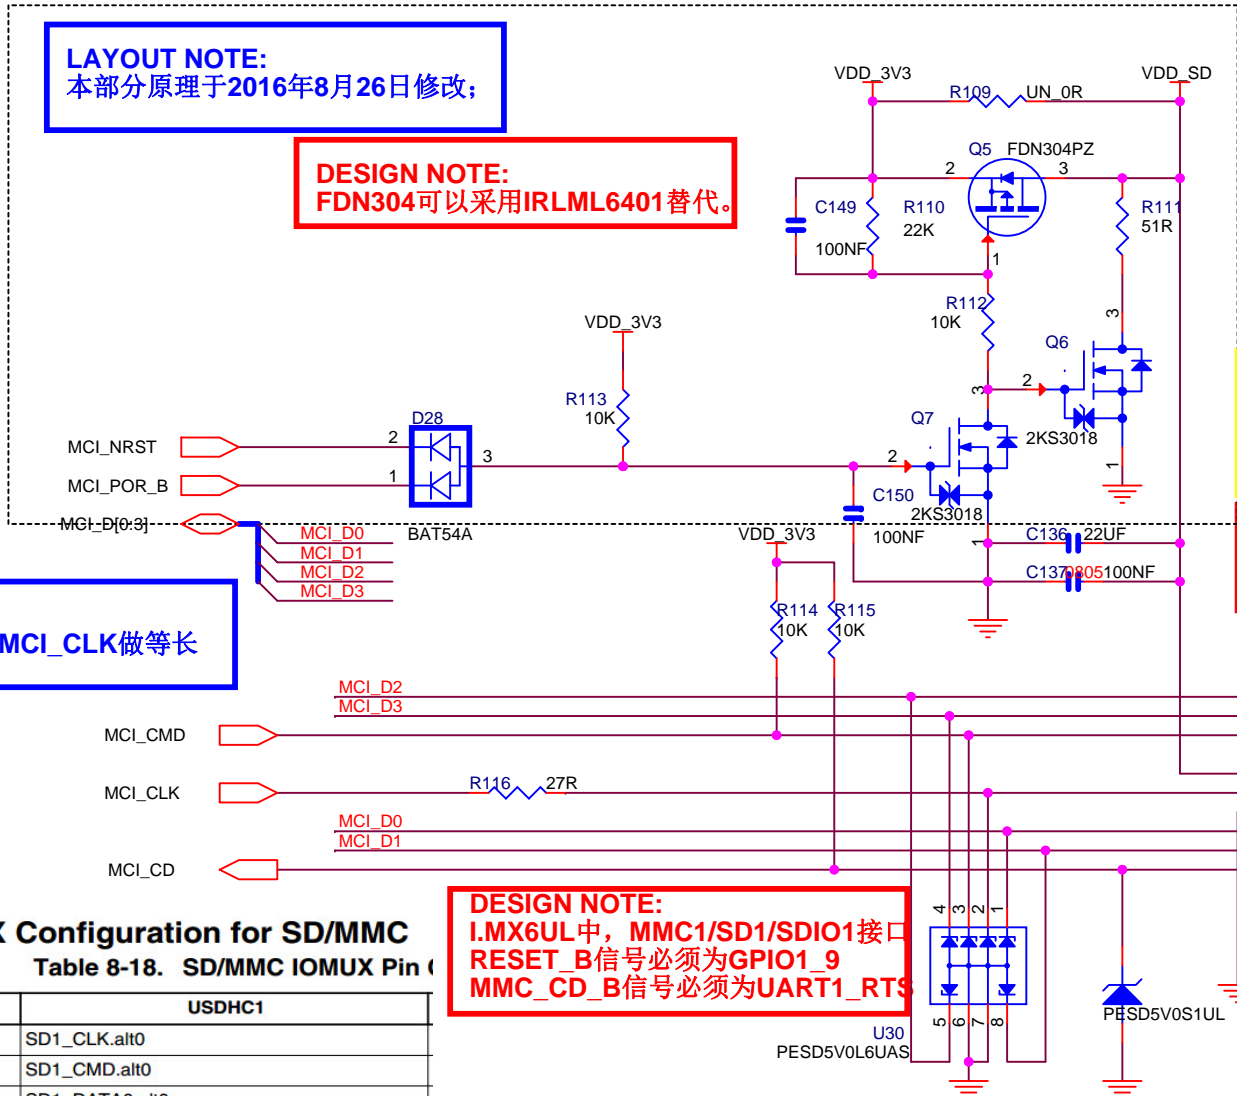 LAYOUT NOTE:
本部分原理于2016年8月26日修改;
DESIGN NOTE:
FDN304可以采用IRLML6401替代。
VDD_3V3
VDD_SD
R109
UN_0R
Q5
FDN304PZ
2
3
C149
100NF
R110
22K
R111
51R
1
R112
10K
VDD_3V3
R113
10K
3
Q6
2
3
2KS3018
1
D28
MCI_NRST
2
3
MCI_POR_B
1
BAT54A
Q7
2
2KS3018
1
C150
100NF
MCI_D[0:3]
MCI_D0
MCI_D1
MCI_D2
MCI_D3
VDD_3V3
C136
22UF
C137
0805
100NF
R114
10K
R115
10K
MCI_CLK做等长
MCI_D2
MCI_D3
MCI_CMD
MCI_CLK
R116
27R
MCI_D0
MCI_D1
MCI_CD
DESIGN NOTE:
I.MX6UL中，MMC1/SD1/SDIO1接口
RESET_B信号必须为GPIO1_9
MMC_CD_B信号必须为UART1_RTS
4
3
2
1
5
6
7
8
U30
PESD5V0L6UAS
PESD5V0S1UL
X Configuration for SD/MMC
Table 8-18. SD/MMC IOMUX Pin
USDHC1
SD1_CLK.alt0
SD1_CMD.alt0